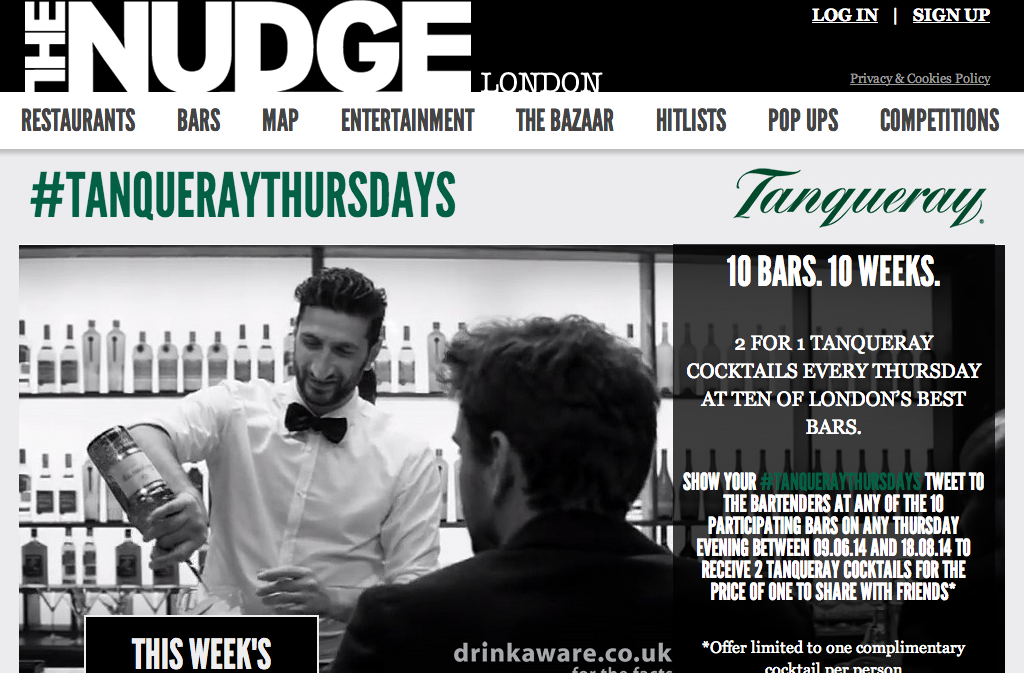 THE NUDGE LONDON
LOG IN | SIGN UP
Privacy & Cookies Policy
RESTAURANTS BARS MAP ENTERTAINMENT THE BAZAAR HITLISTS POP UPS COMPETITIONS
#TANQUERAYTHURSDAYS
Tanqueray
10 BARS. 10 WEEKS.
2 FOR 1 TANQUERAY
COCKTAILS EVERY THURSDAY
AT TEN OF LONDON'S BEST
BARS.
SHOW YOUR #TANQUERAYTHURSDAYS TWEET TO
THE BARTENDERS AT ANY OF THE 10
PARTICIPATING BARS ON ANY THURSDAY
EVENING BETWEEN 09.06.14 AND 18.08.14 TO
RECEIVE 2 TANQUERAY COCKTAILS FOR THE
PRICE OF ONE TO SHARE WITH FRIENDS*
*Offer limited to one complimentary
cocktail per person
THIS WEEK'S
drinkaware.co.uk
for the facts